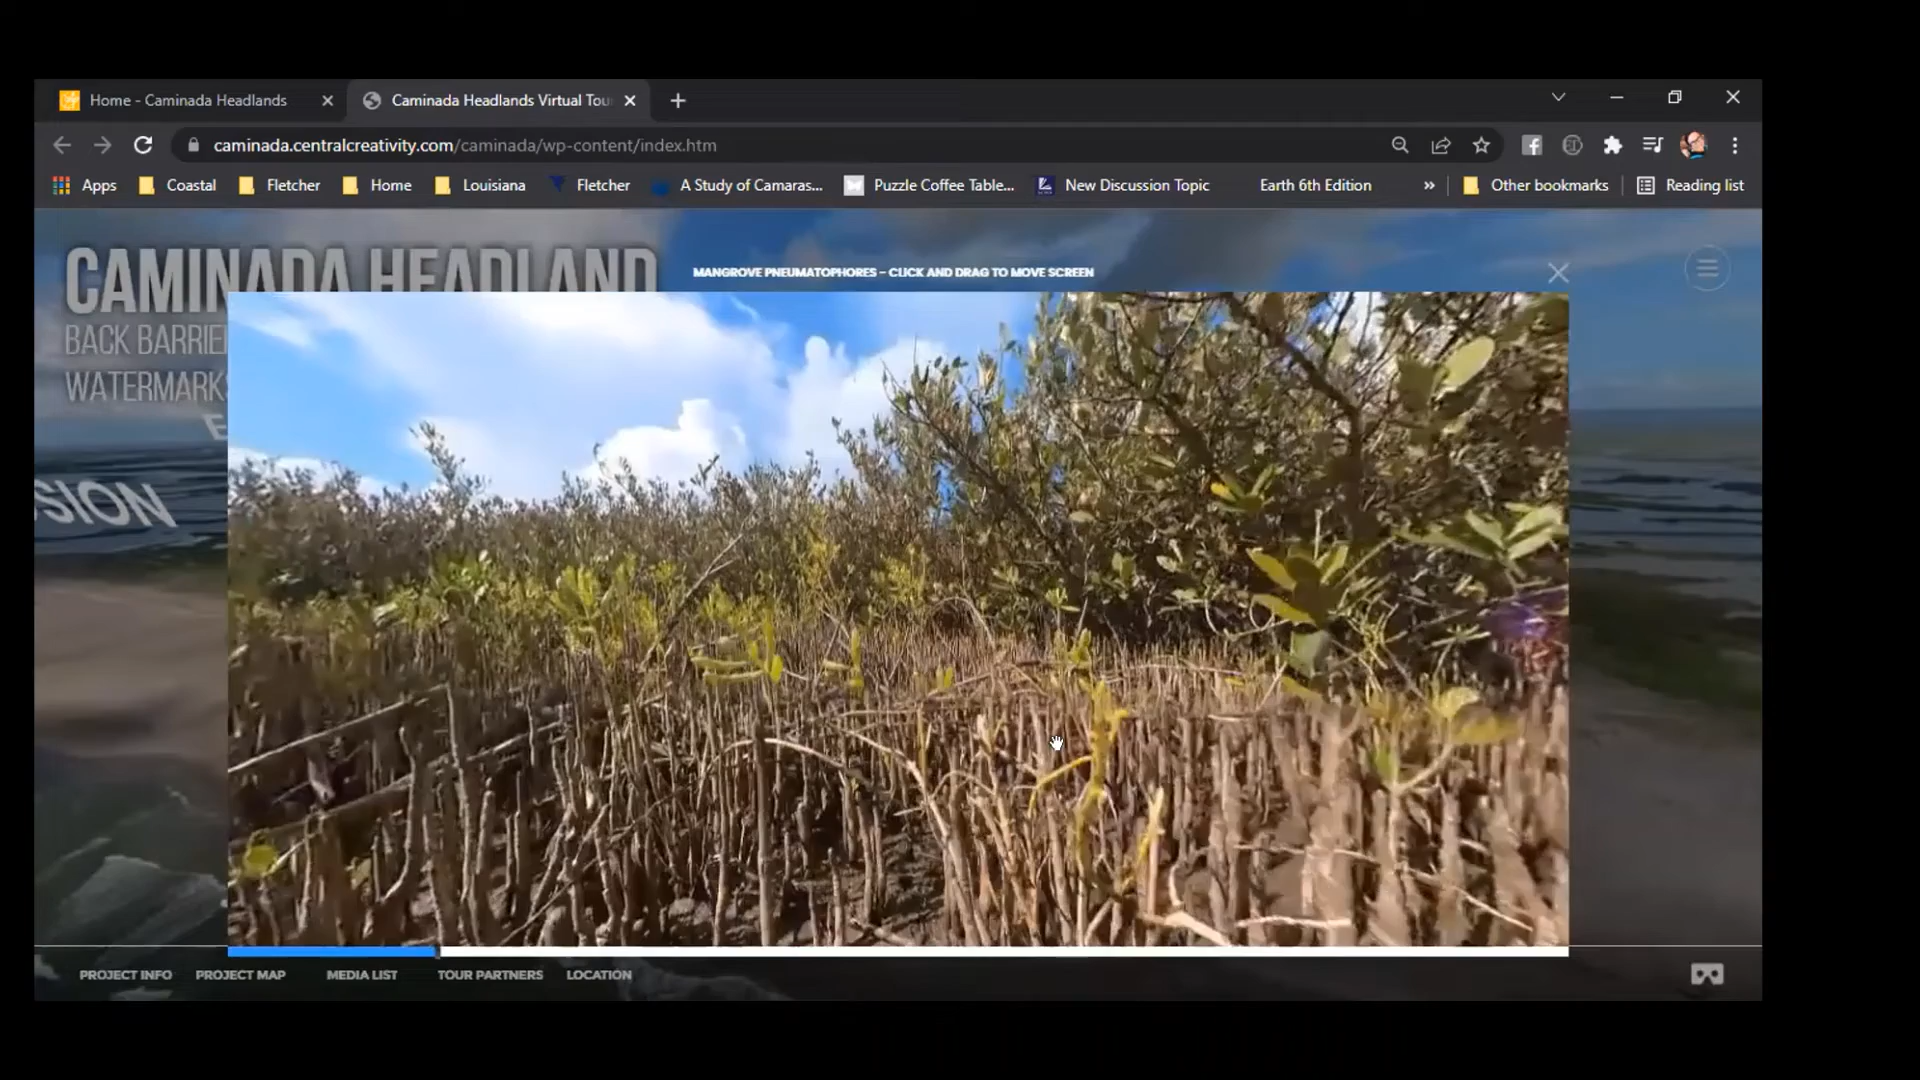 Home - Caminada Headlands
Caminada Headlands Virtual Tou
caminada.centralcreativity.com/caminada/wp-content/index.htm
Apps Coastal Fletcher Home Louisiana Fletcher A Study of Camaras... Puzzle Coffee Table... New Discussion Topic Earth 6th Edition » Other bookmarks Reading list
CAMINADA HEADLAND
MANGROVE PNEUMATOPHORES - CLICK AND DRAG TO MOVE SCREEN
BACK BARRIE
WATERMARKS
E
SION
PROJECT INFO PROJECT MAP MEDIA LIST TOUR PARTNERS LOCATION